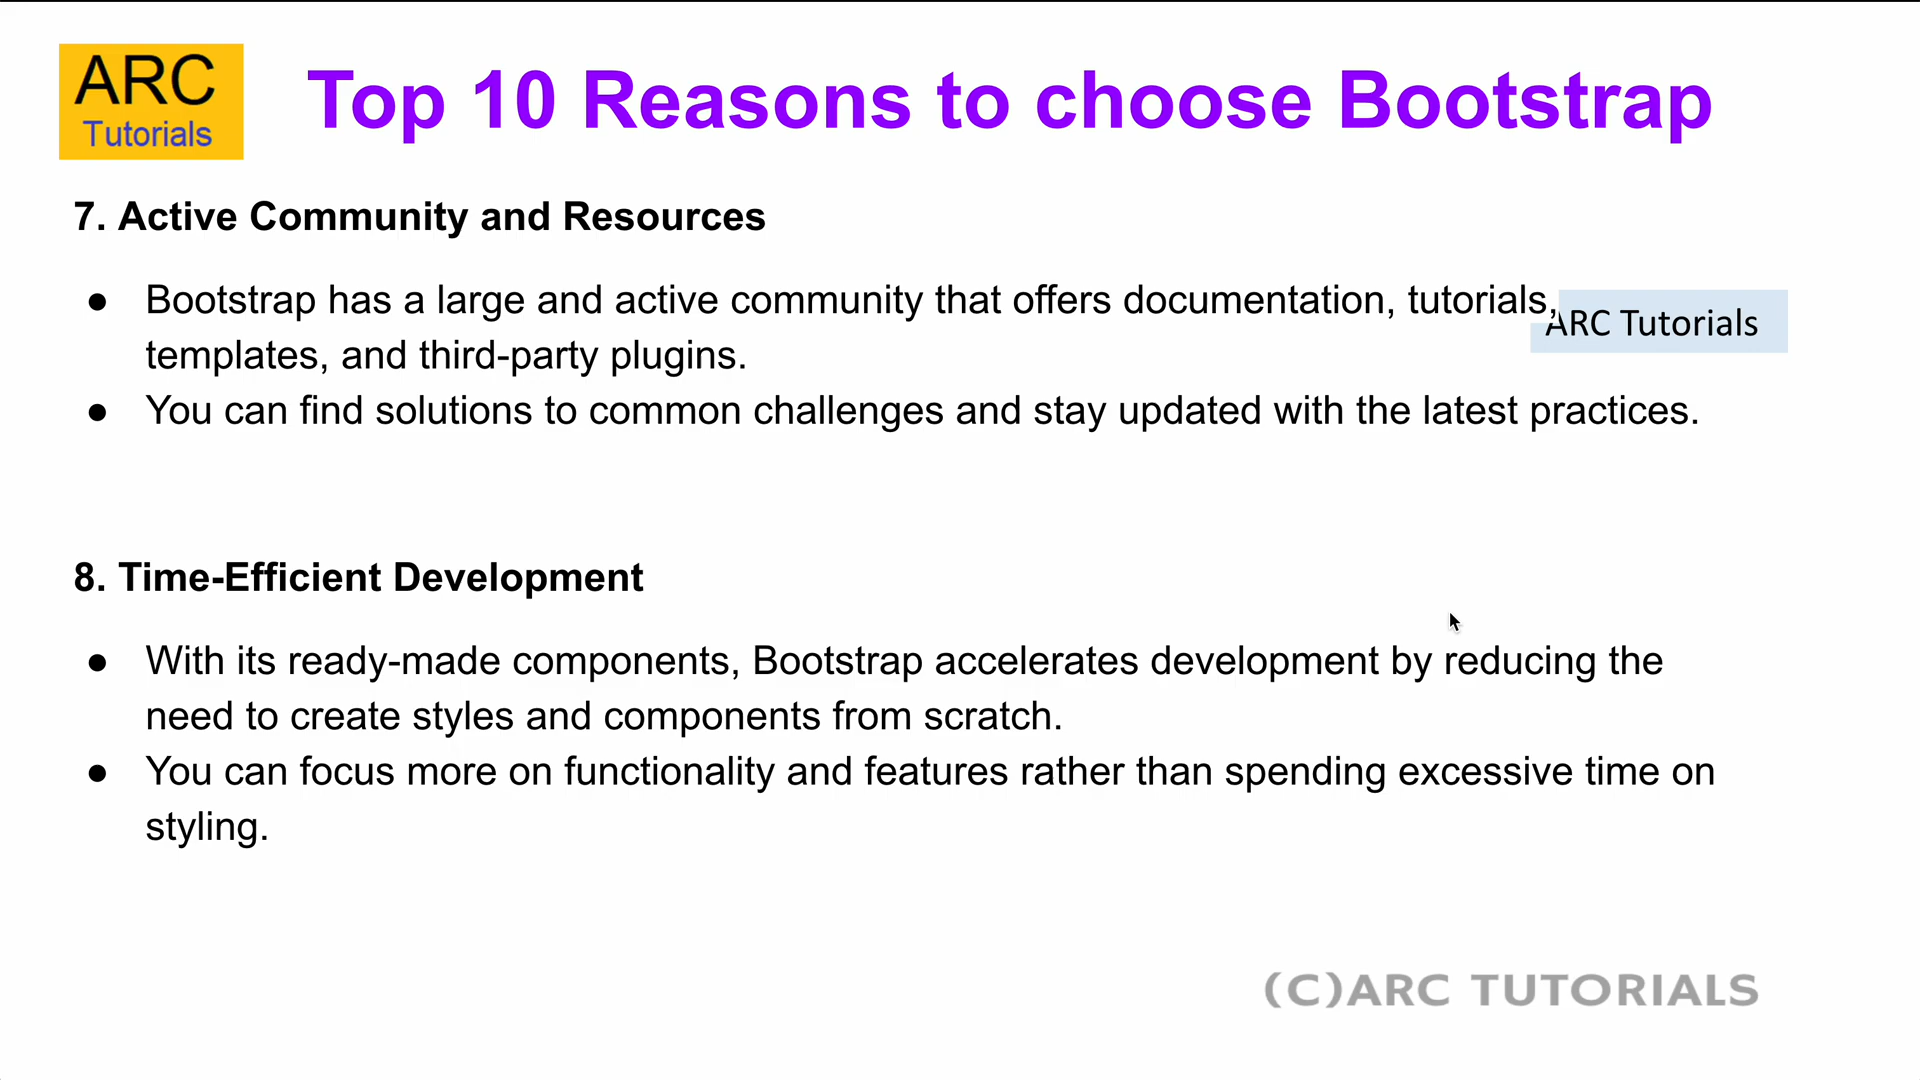 ARC
Tutorials
Top 10 Reasons to choose Bootstrap
7. Active Community and Resources
● Bootstrap has a large and active community that offers documentation, tutorials,
ARC Tutorials
templates, and third-party plugins.
● You can find solutions to common challenges and stay updated with the latest practices.
8. Time-Efficient Development
● With its ready-made components, Bootstrap accelerates development by reducing the
need to create styles and components from scratch.
● You can focus more on functionality and features rather than spending excessive time on
styling.
(C)ARC TUTORIALS